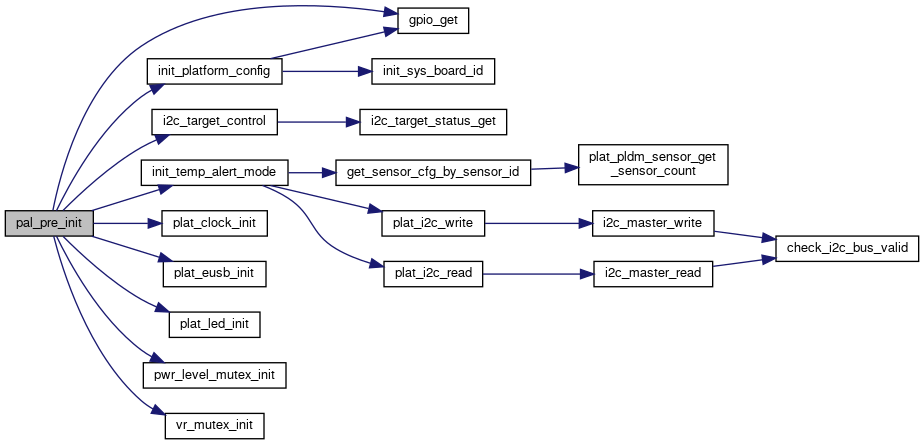 gpio_get
init_platform_config
init_sys_board_id
i2c_target_control
i2c_target_status_get
init_temp_alert_mode
get_sensor_cfg_by_sensor_id
plat_pldm_sensor_get
_sensor_count
pal_pre_init
plat_clock_init
plat_i2c_write
i2c_master_write
check_i2c_bus_valid
plat_eusb_init
plat_i2c_read
i2c_master_read
plat_led_init
pwr_level_mutex_init
vr_mutex_init